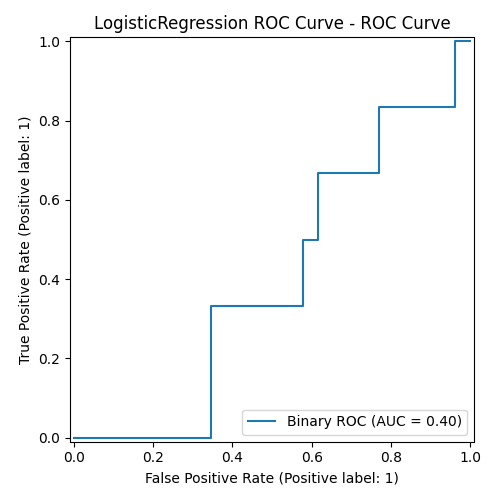 LogisticRegression ROC Curve - ROC Curve
True Positive Rate (Positive label: 1)
1.0
0.8
0.6
0.4
0.2
0.0
Binary ROC (AUC = 0.40)
0.0 0.2 0.4 0.6 0.8 1.0
False Positive Rate (Positive label: 1)